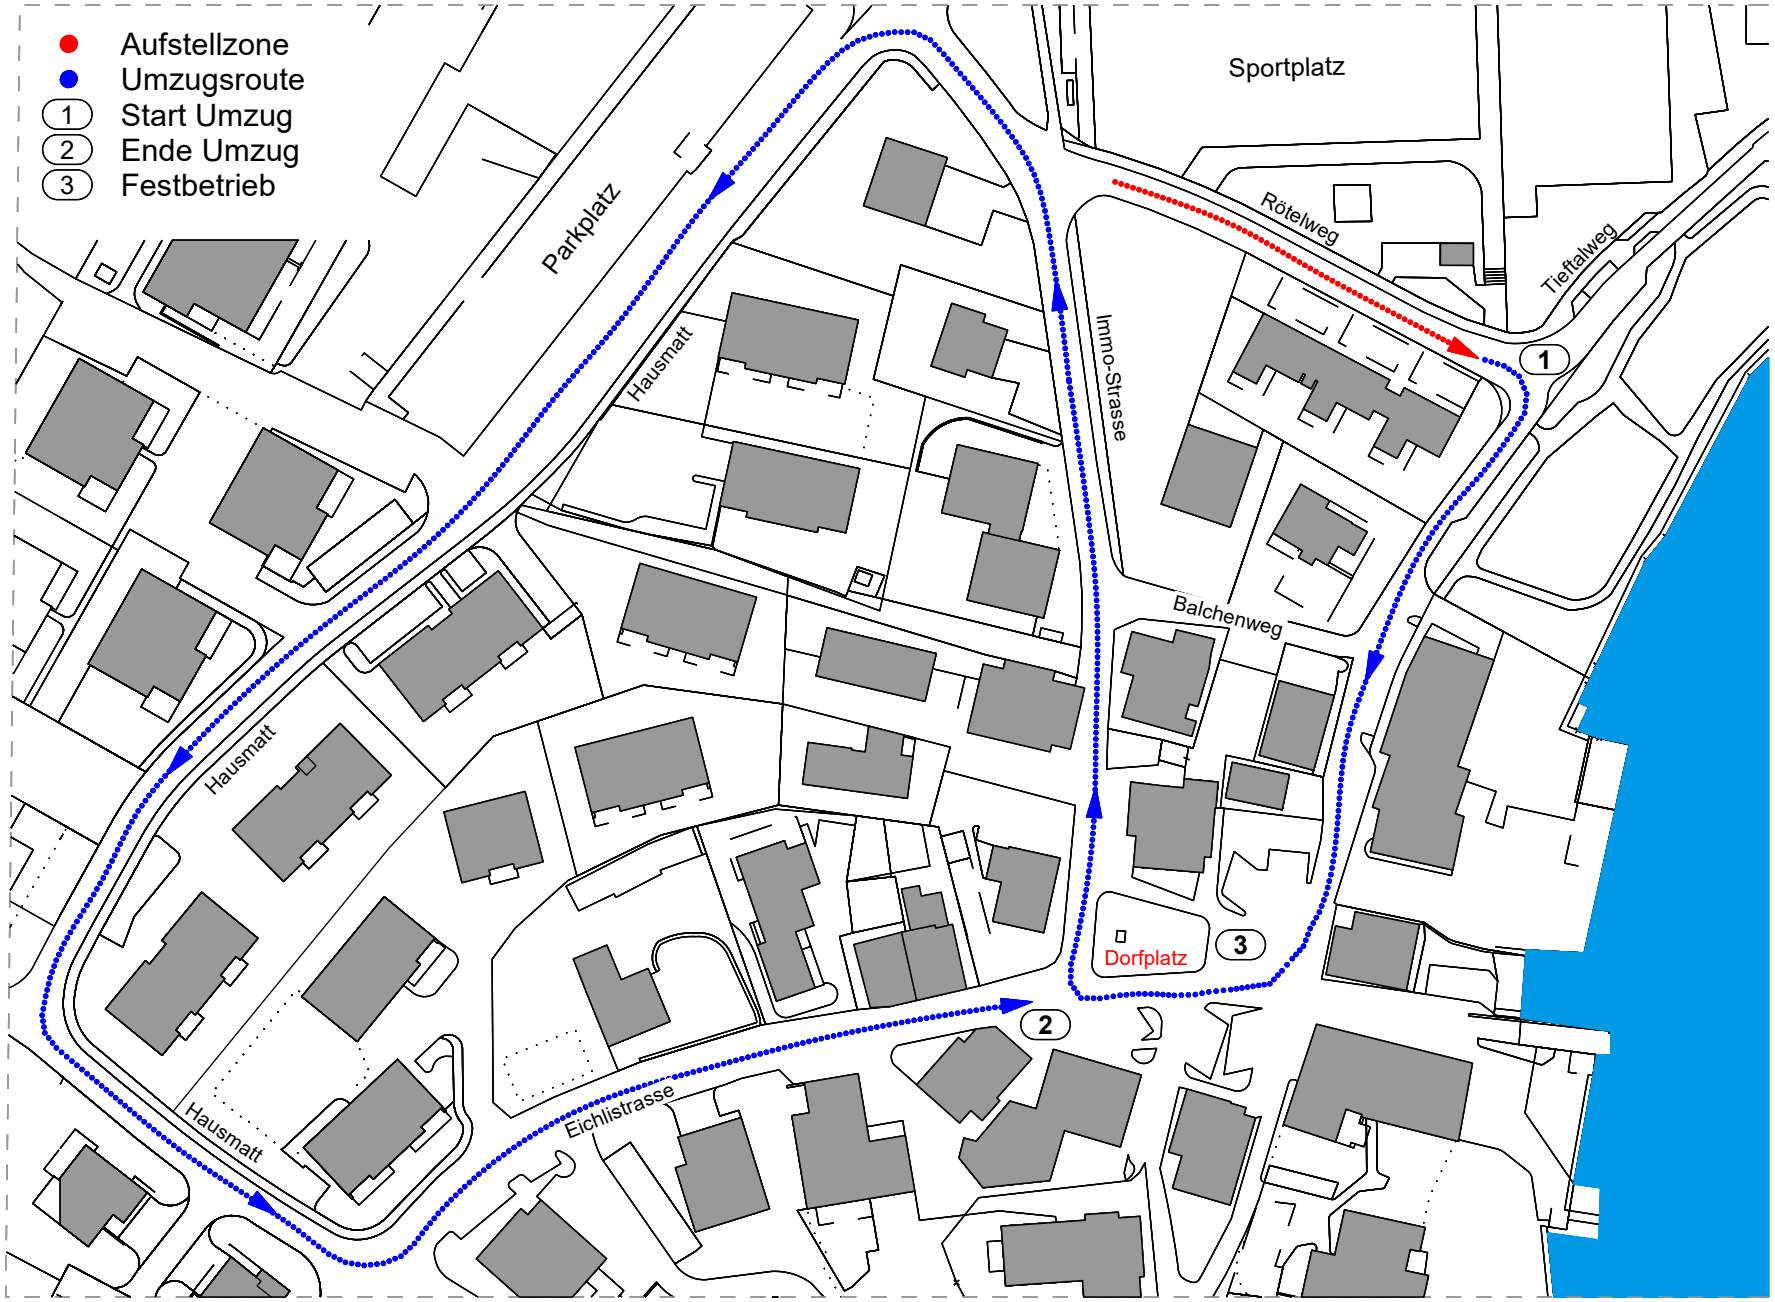 Aufstellzone
Umzugsroute
1 Start Umzug
2 Ende Umzug
3 Festbetrieb
Sportplatz
Parkplatz
Rötelweg
Tieftalweg
Hausmatt
Immo-Strasse
1
Balchenweg
Hausmatt
Dorfplatz
3
2
Eichlistrasse
Hausmatt